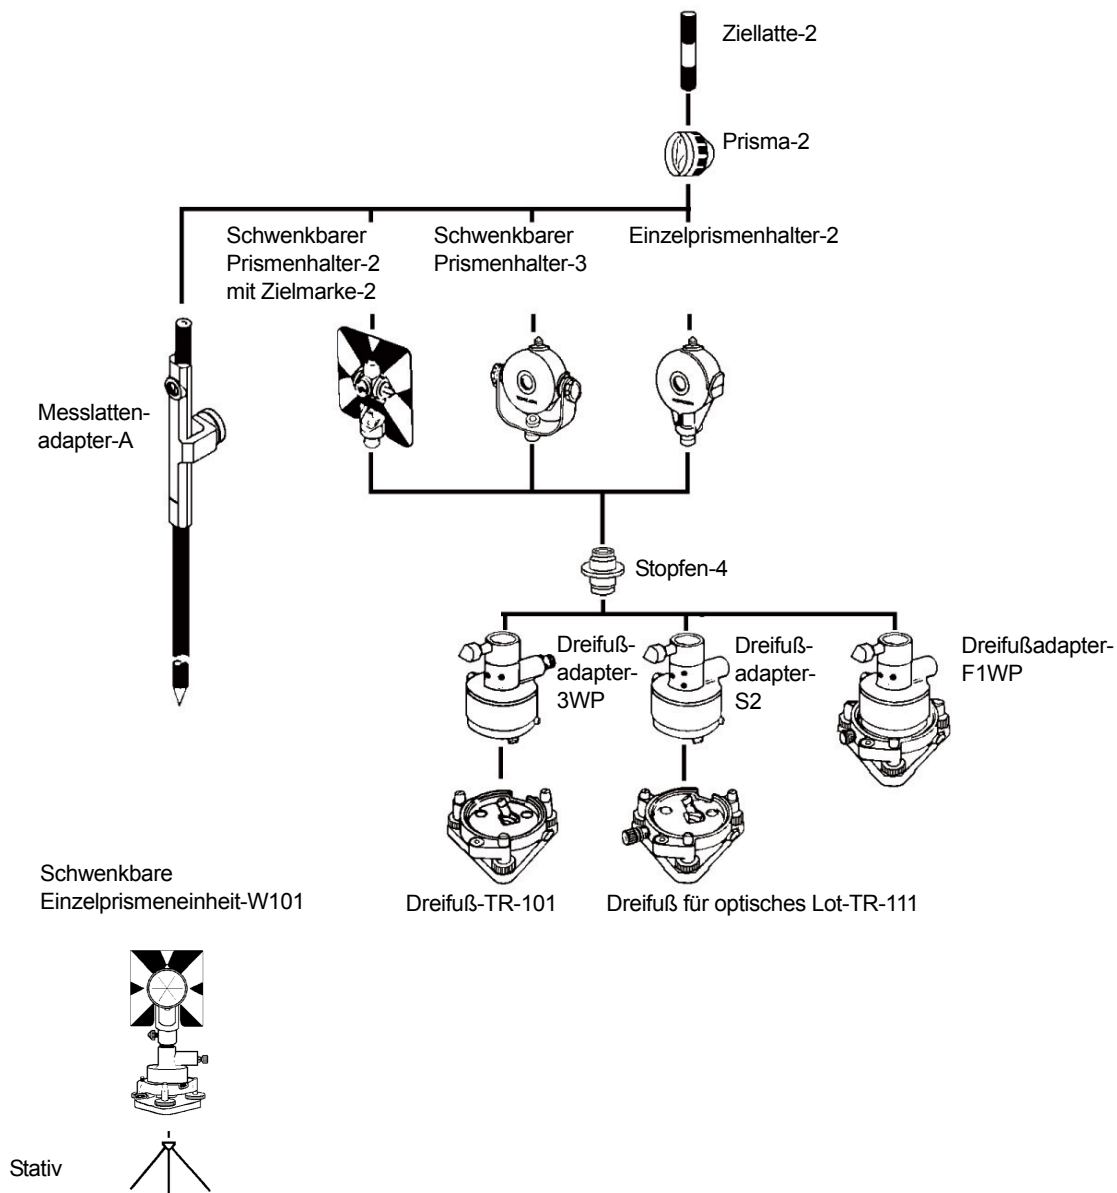 Ziellatte-2
Prisma-2
Schwenkbarer
Prismenhalter-2
mit Zielmarke-2
Schwenkbarer
Prismenhalter-3
Einzelprismenhalter-2
Messlatten-
adapter-A
Stopfen-4
Dreifuß-
adapter-
3WP
Dreifuß-
adapter-
S2
Dreifußadapter-
F1WP
Schwenkbare
Einzelprismeneinheit-W101
Dreifuß-TR-101
Dreifuß für optisches Lot-TR-111
Stativ